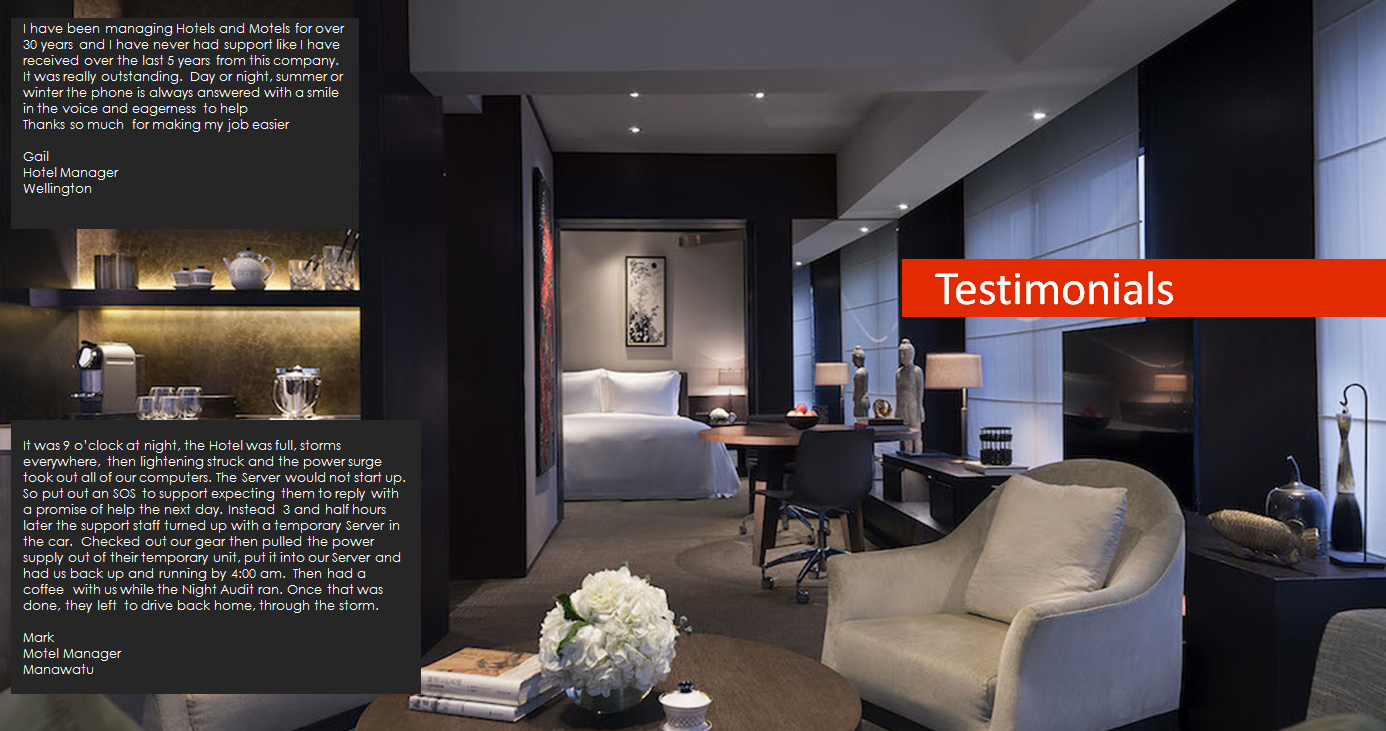 I have been managing Hotels and Motels for over
30 years and I have never had support like I have
received over the last 5 years from this company.
It was really outstanding. Day or night, summer or
winter the phone is always answered with a smile
in the voice and eagerness to help
Thanks so much for making my job easier
Gail
Hotel Manager
Wellington
Testimonials
It was 9 o'clock at night, the Hotel was full, storms
everywhere, then lightening struck and the power surge
took out all of our computers. The Server would not start up.
So put out an SOS to support expecting them to reply with
a promise of help the next day. Instead 3 and half hours
later the support staff turned up with a temporary Server in
the car. Checked out our gear then pulled the power
supply out of their temporary unit, put it into our Server and
had us back up and running by 4:00 am. Then had a
coffee with us while the Night Audit ran. Once that was
done, they left to drive back home, through the storm.
Mark
Motel Manager
Manawatu